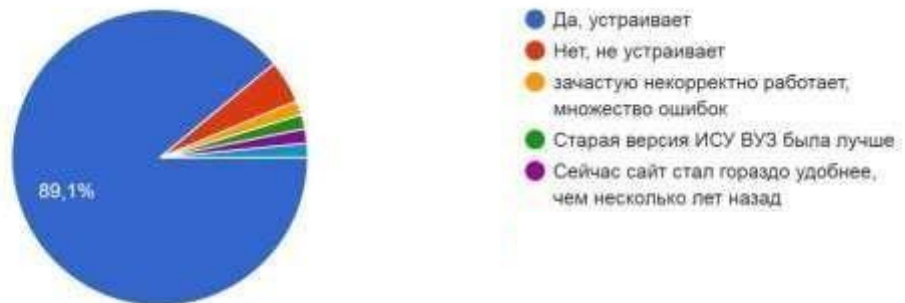 Да, устраивает
Нет, не устраивает
зачастую некорректно работает,
множество ошибок
Старая версия ИСУ ВУЗ была лучше
Сейчас сайт стал гораздо удобнее,
чем несколько лет назад
89,1%